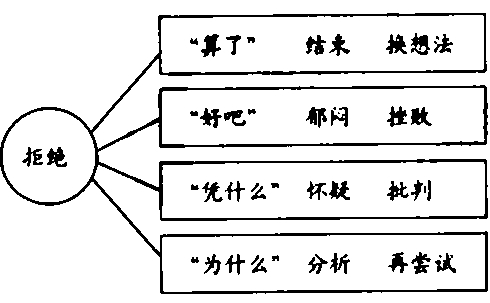 拒绝
“算了” 结束 换想法
“好吧” 郁闷 挫败
“凭什么” 怀疑 批判
“为什么” 分析 再尝试